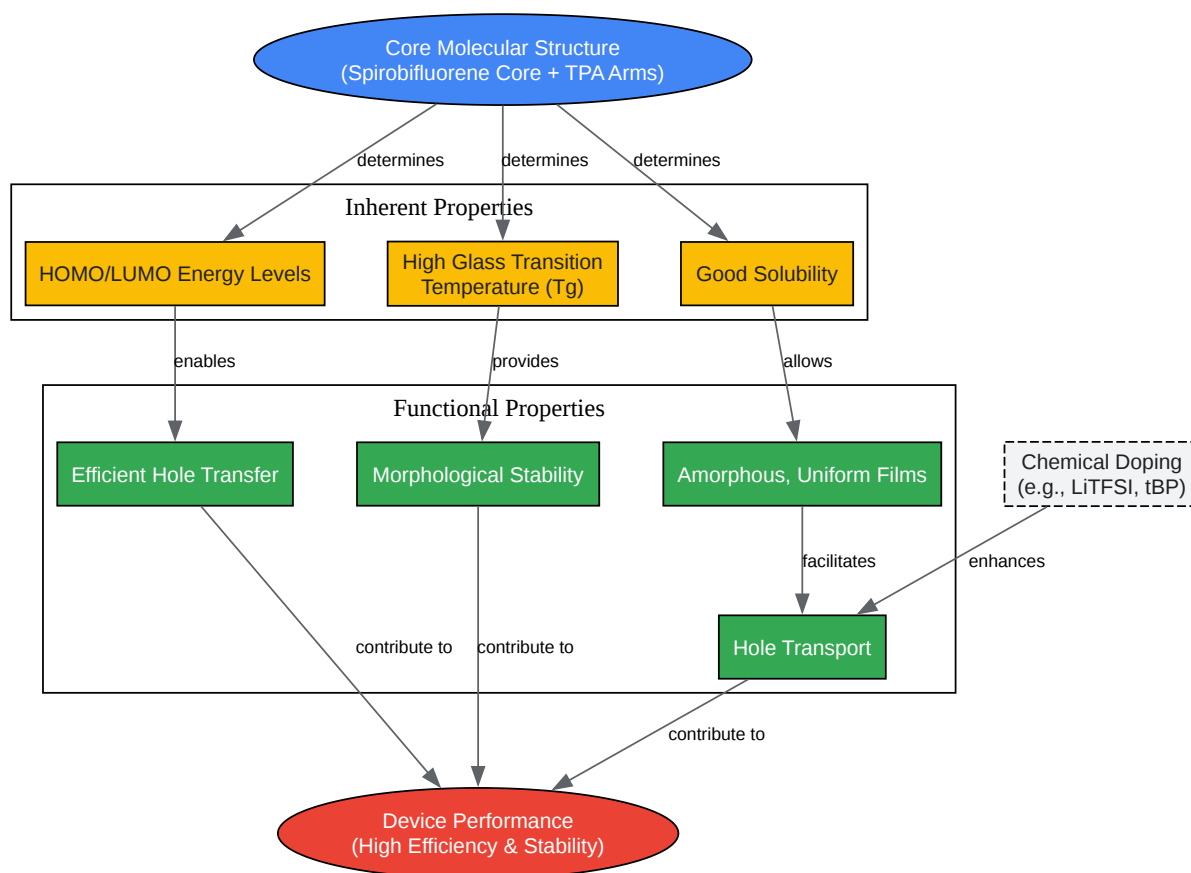 Core Molecular Structure
(Spirobifluorene Core + TPA Arms)
determines
determines
determines
Inherent Properties
HOMO/LUMO Energy Levels
High Glass Transition
Temperature (Tg)
Good Solubility
enables
provides
allows
Functional Properties
Efficient Hole Transfer
Morphological Stability
Amorphous, Uniform Films
Chemical Doping
(e.g., LiTFSI, tBP)
facilitates
enhances
Hole Transport
contribute to
contribute to
contribute to
Device Performance
(High Efficiency & Stability)